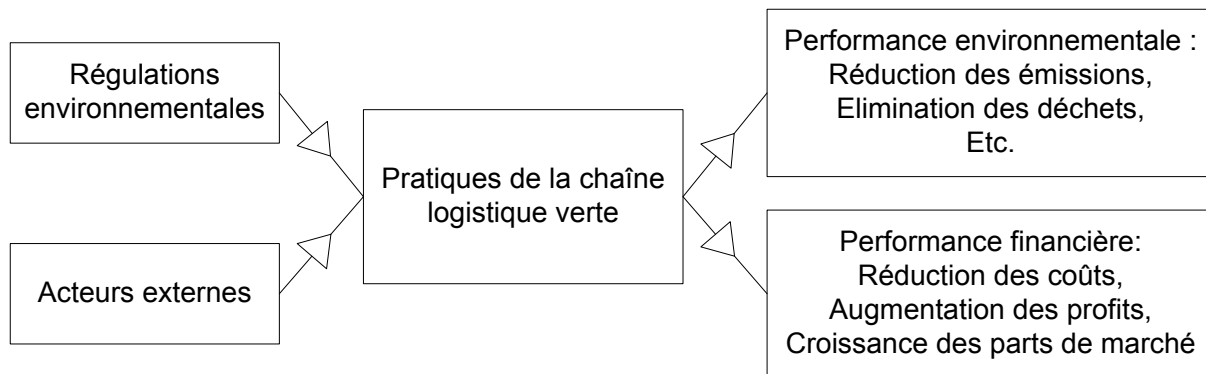 Régulations
environnementales
Acteurs externes
Pratiques de la chaîne
logistique verte
Performance environnementale :
Réduction des émissions,
Elimination des déchets,
Etc.
Performance financière:
Réduction des coûts,
Augmentation des profits,
Croissance des parts de marché